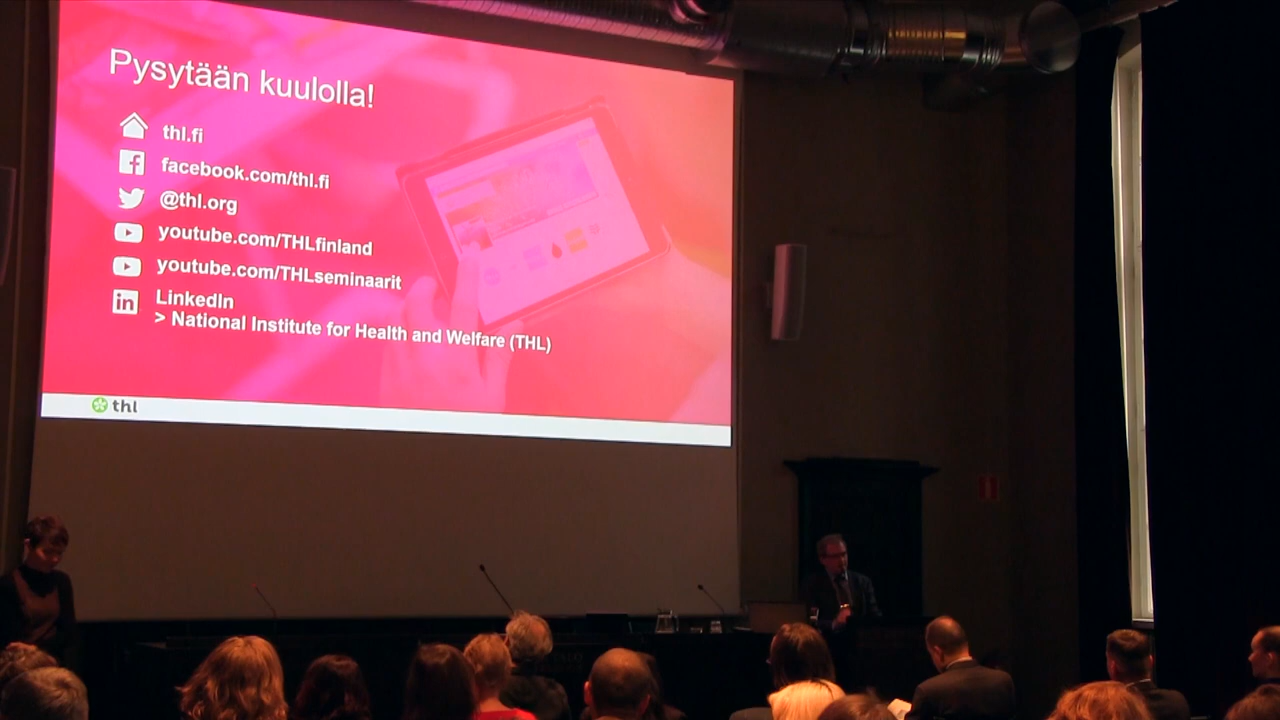 Pysytään kuulolla!
thl.fi
facebook.com/thl.fi
@thl.org
youtube.com/THLfinland
youtube.com/THLseminaarit
LinkedIn
> National Institute for Health and Welfare (THL)
thl